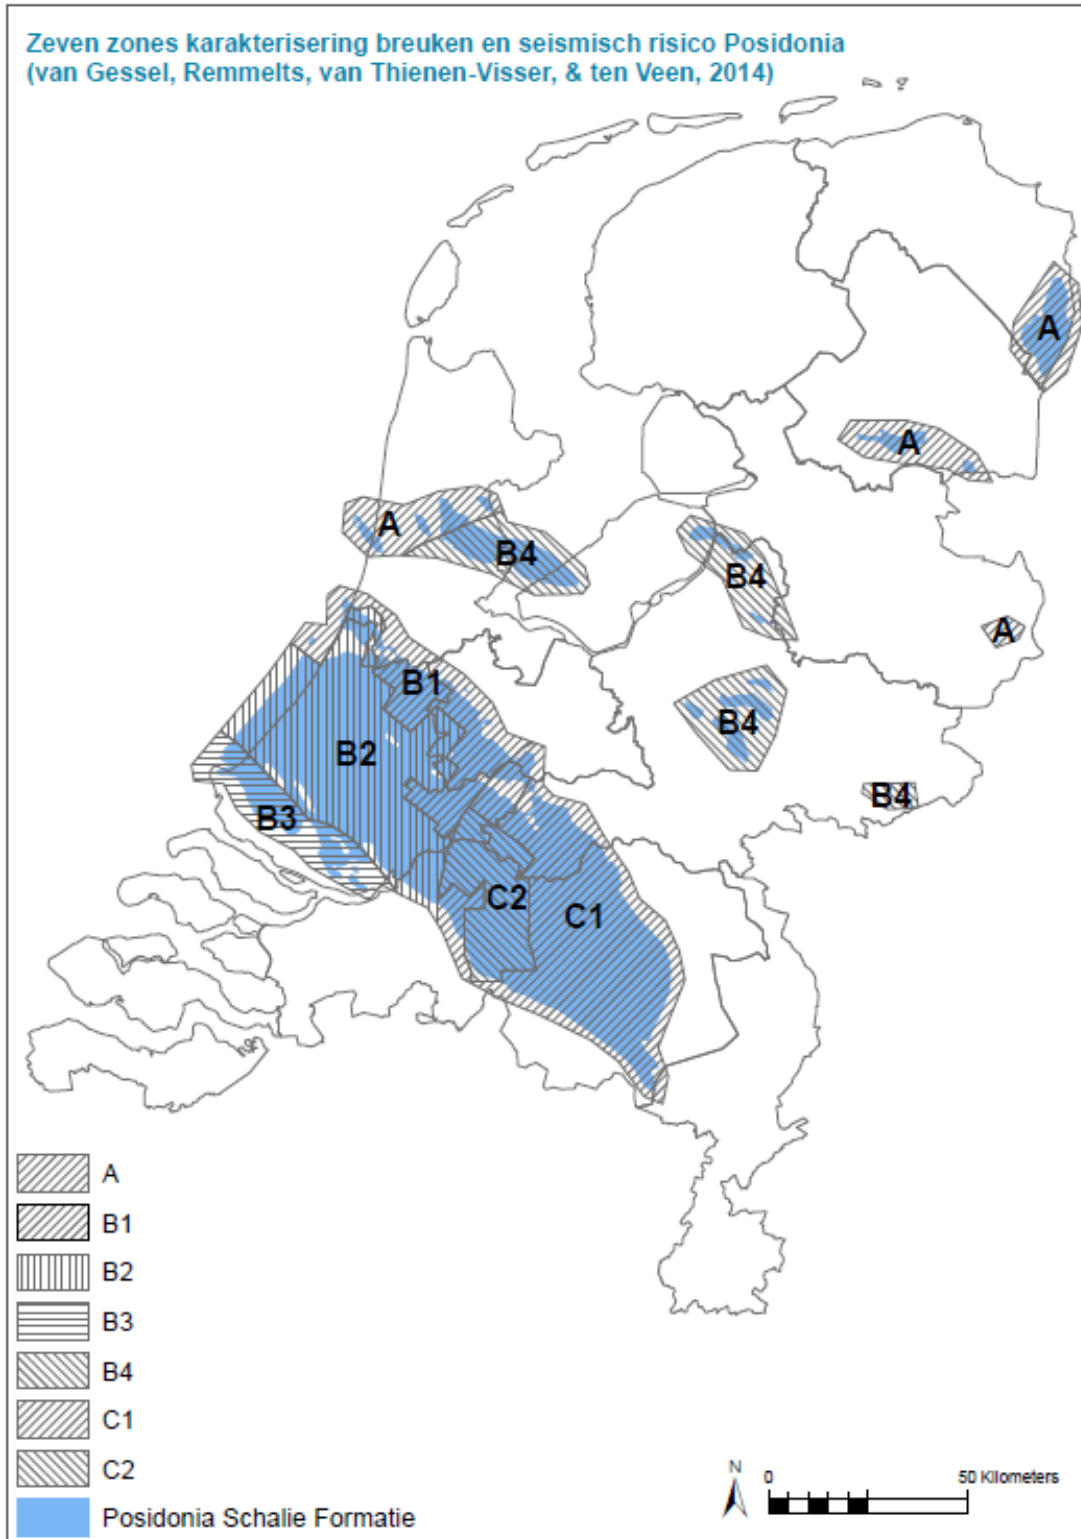 Zeven zones karakterisering breuken en seismisch risico Posidonia
(van Gessel, Remmelts, van Thienen-Visser, & ten Veen, 2014)
A
A
A
B4
B4
A
B1
B4
B2
B4
B3
C2
C1
A
B1
B2
B3
B4
C1
C2
Posidonia Schalie Formatie
N
0
50 Kilometers